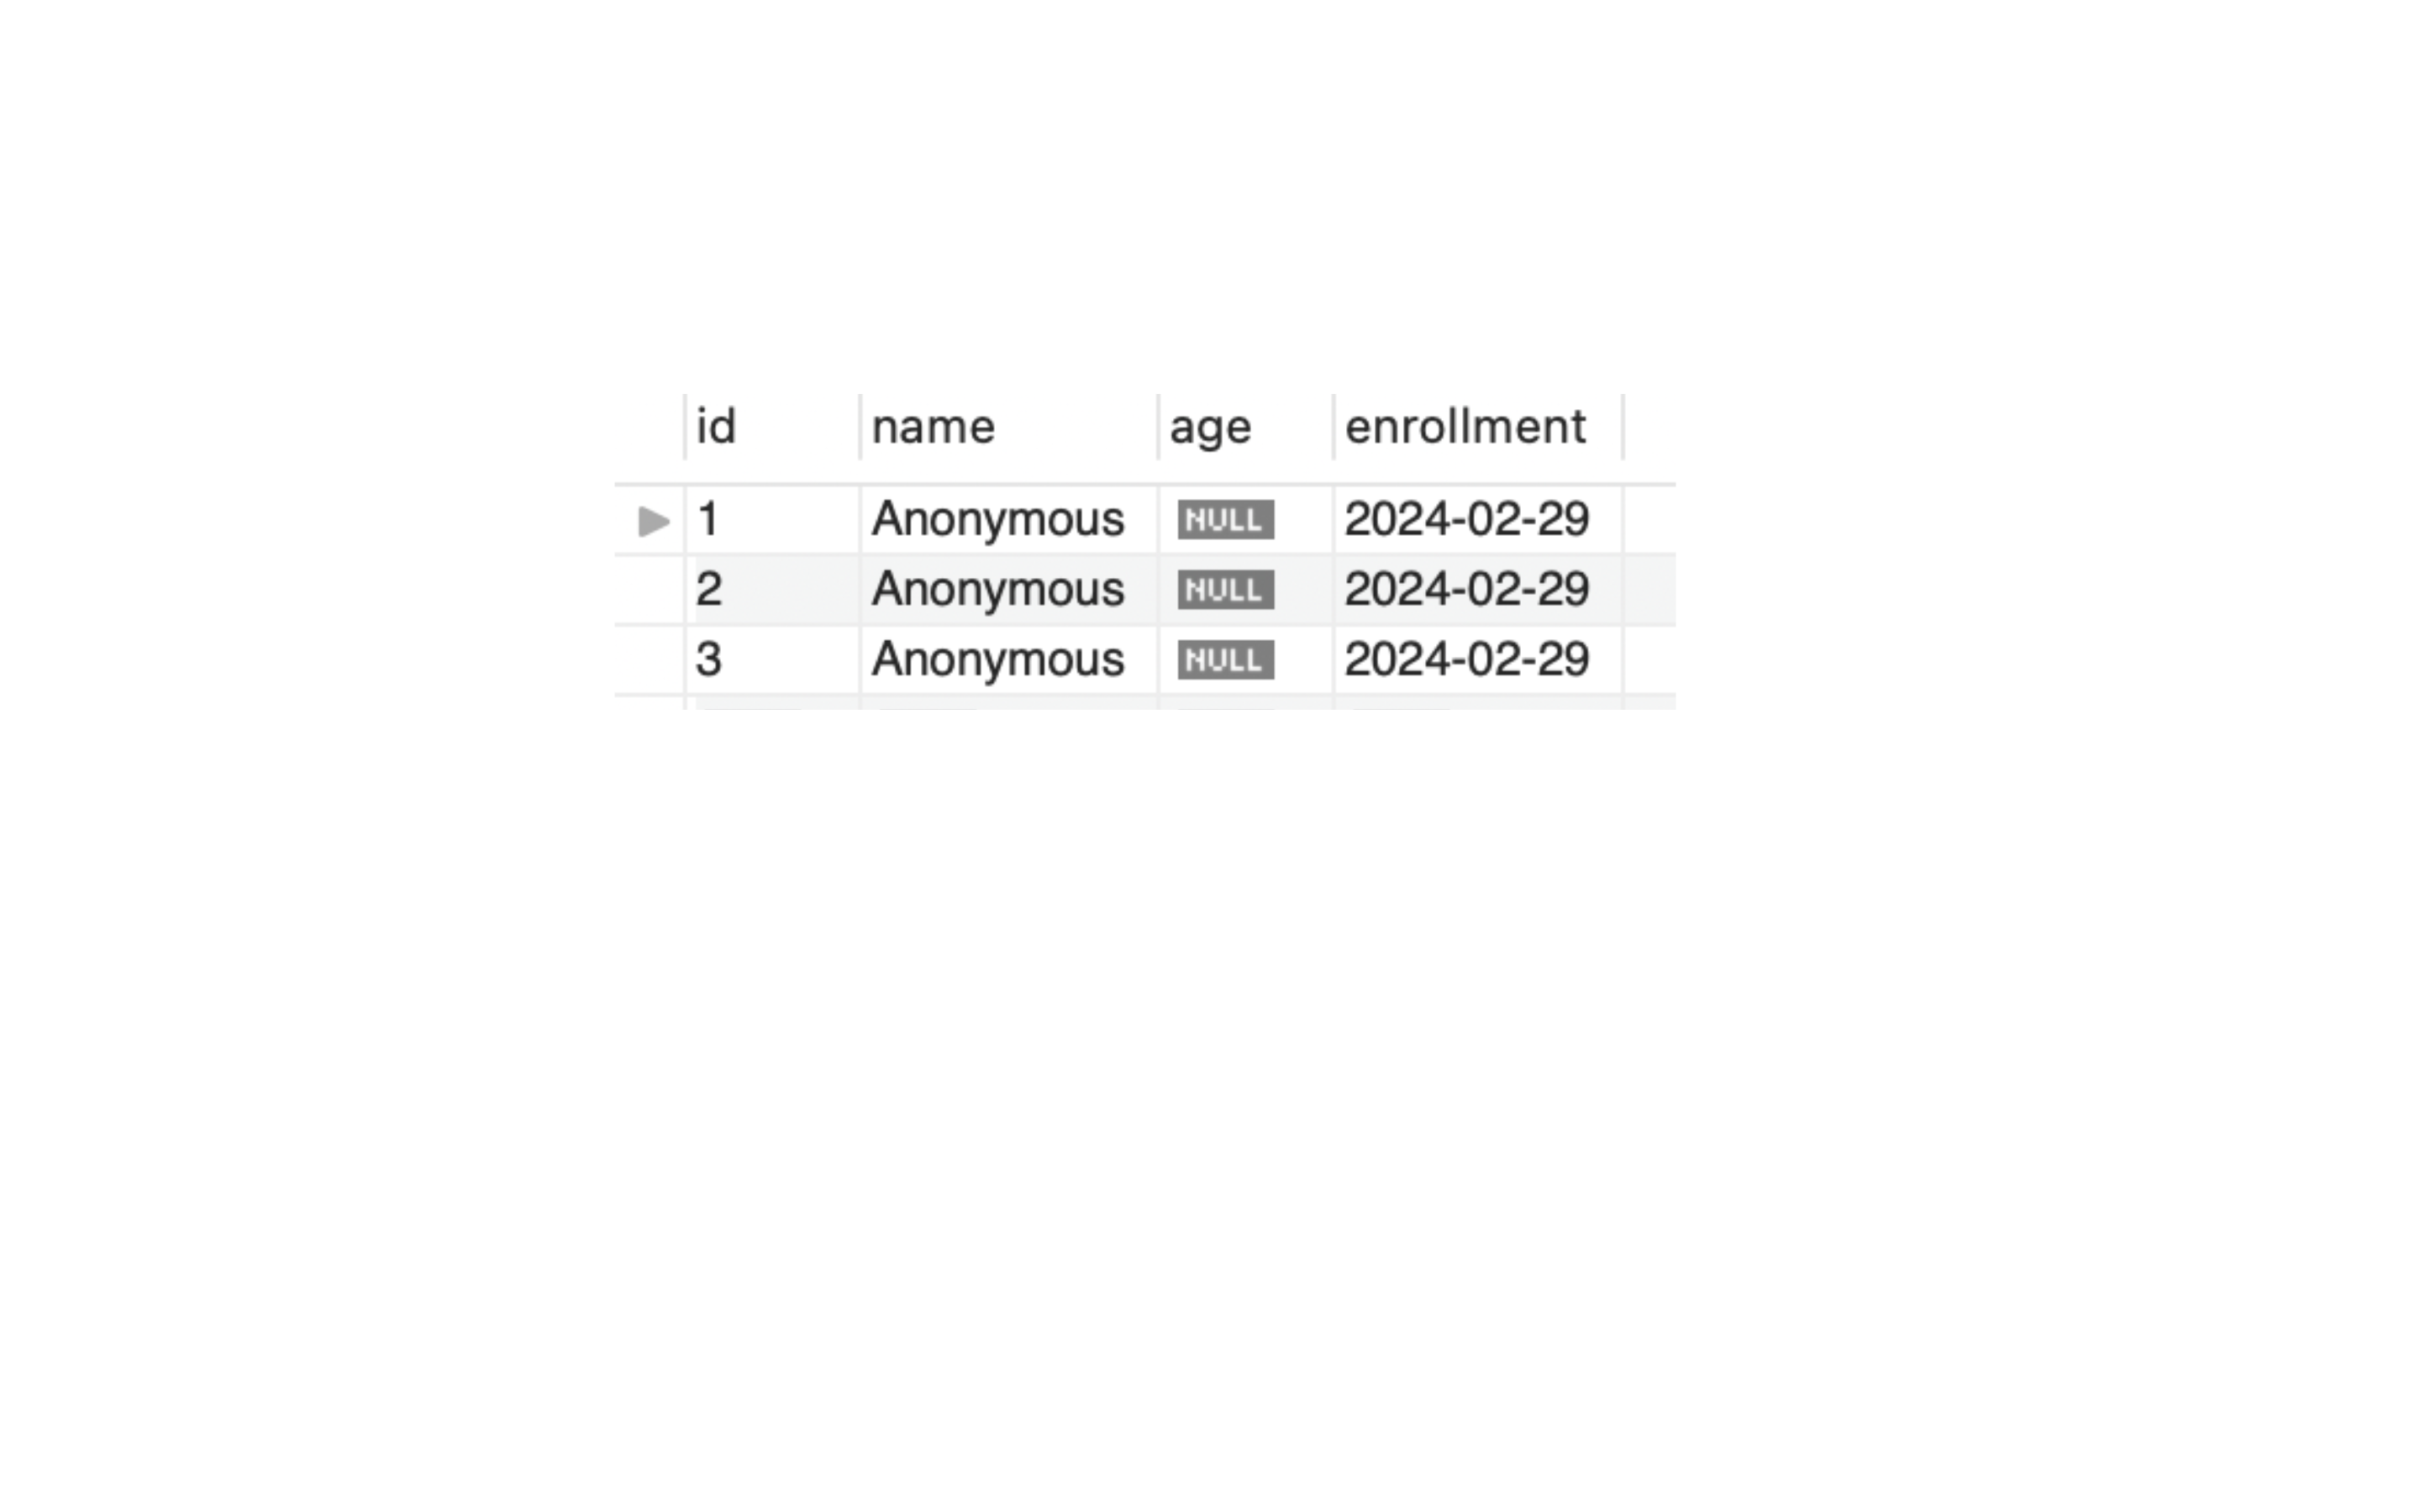 id name age enrollment
1 Anonymous NULL 2024-02-29
2 Anonymous NULL 2024-02-29
3 Anonymous NULL 2024-02-29